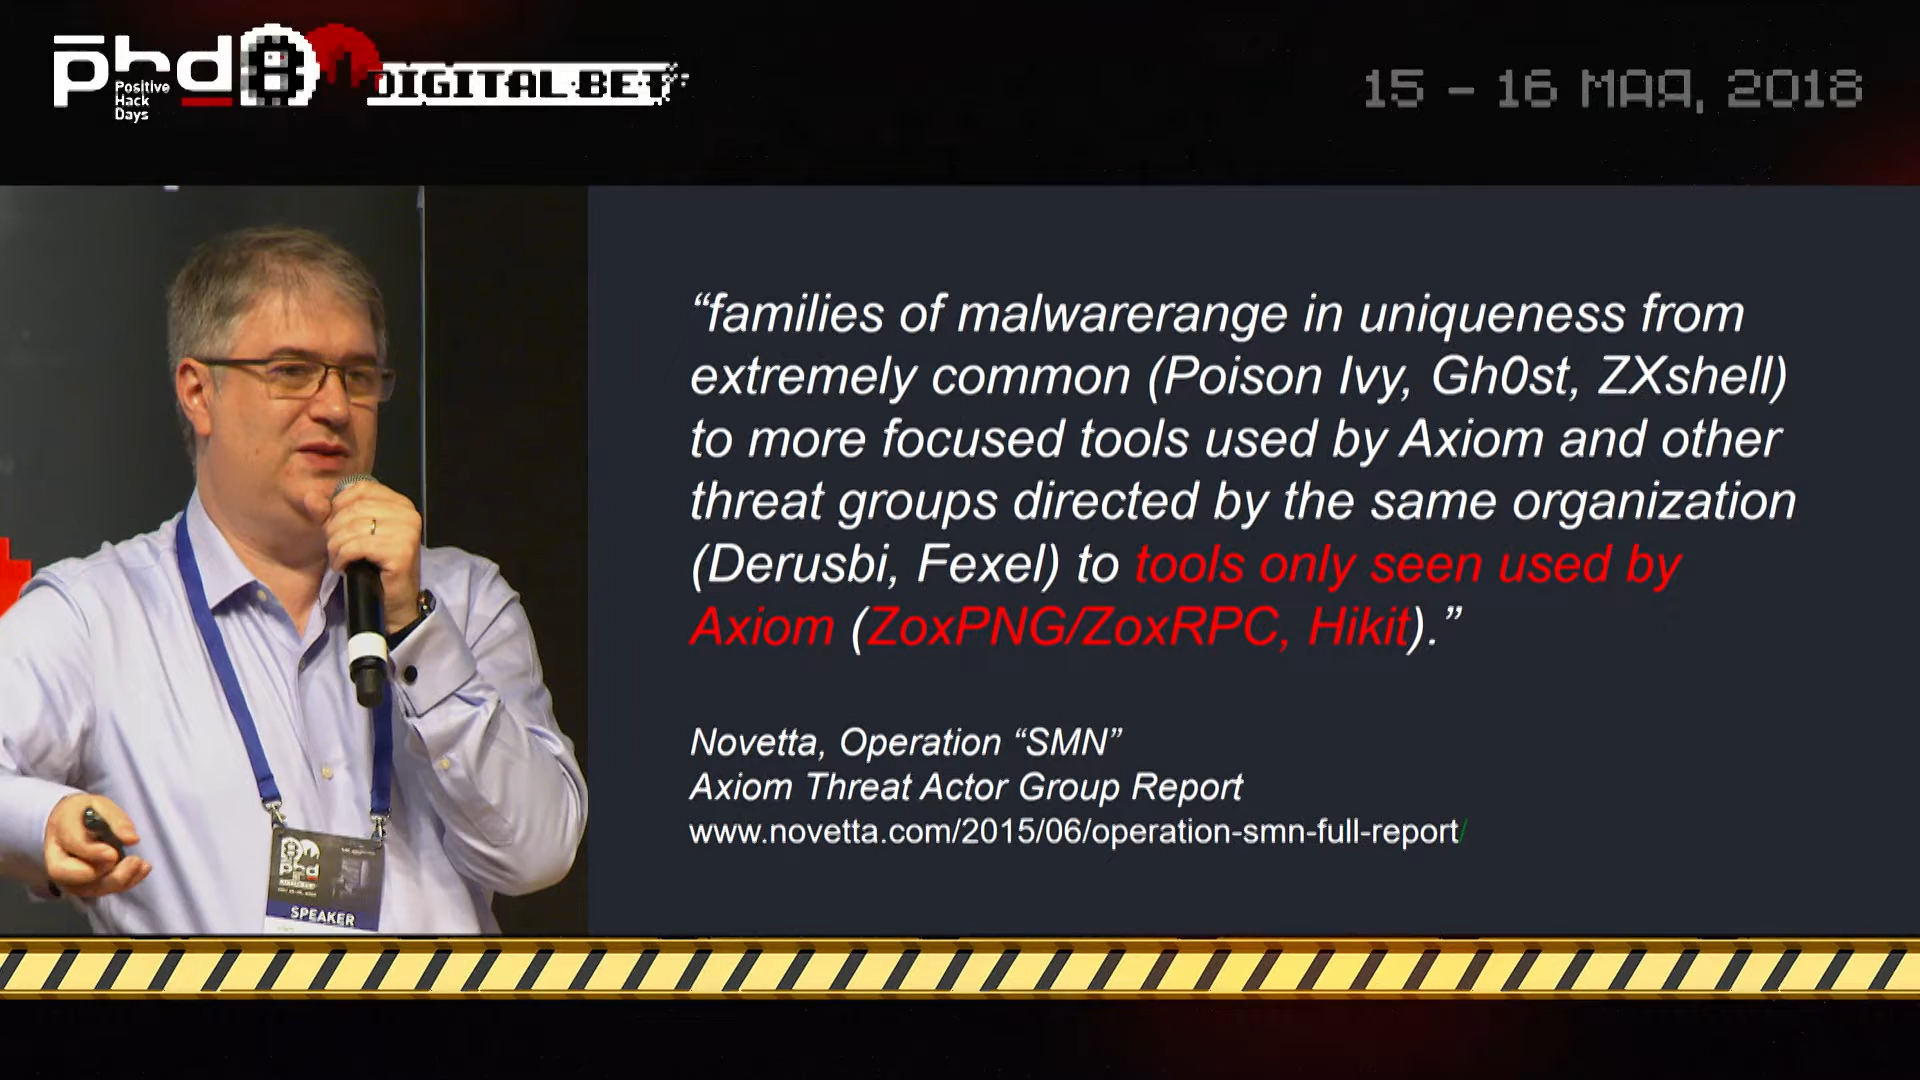 phd8
Positive
Hack
Days
DIGITAL BET
15 – 16 МАЯ, 2018
“families of malwarerange in uniqueness from
extremely common (Poison Ivy, Gh0st, ZXshell)
to more focused tools used by Axiom and other
threat groups directed by the same organization
(Derusbi, Fexel) to tools only seen used by
Axiom (ZoxPNG/ZoxRPC, Hikit).”
Novetta, Operation “SMN”
Axiom Threat Actor Group Report
www.novetta.com/2015/06/operation-smn-full-report/
phd
SPEAKER